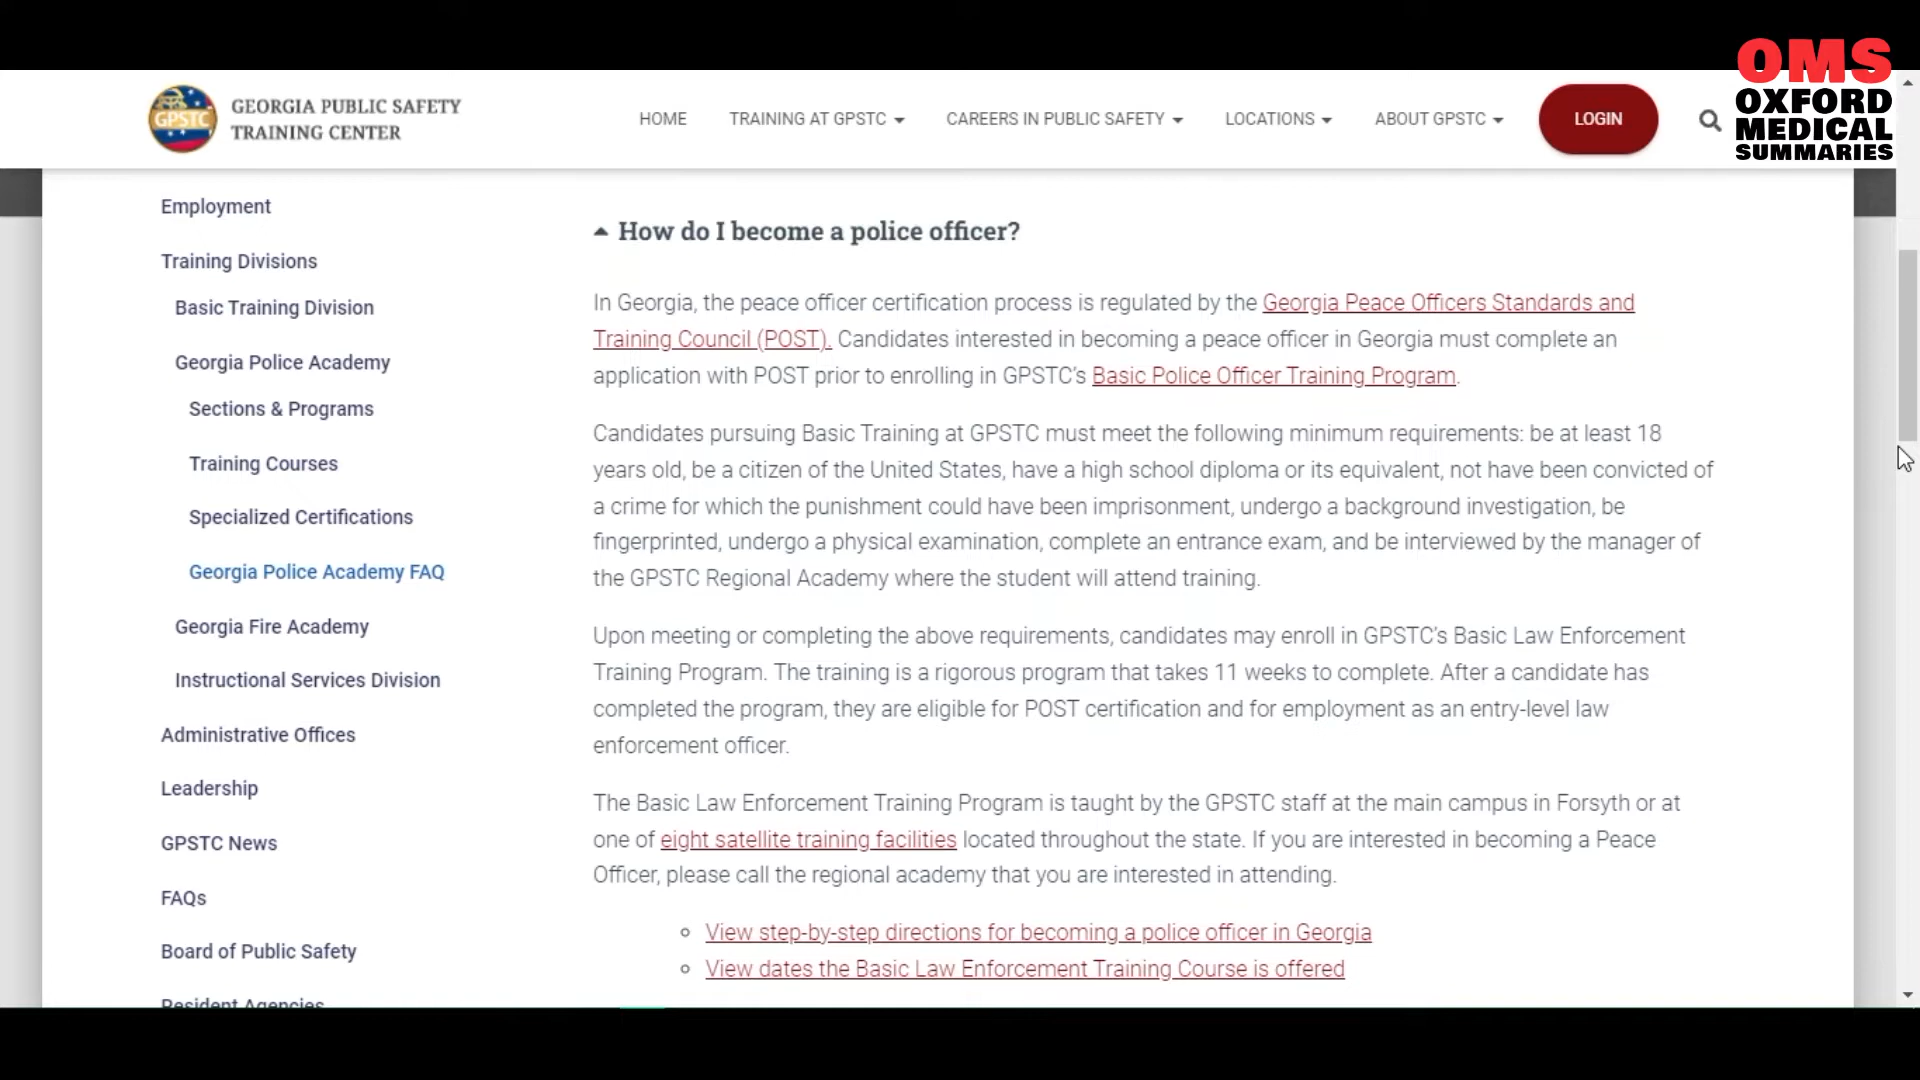 OMS
OXFORD
MEDICAL
SUMMARIES
GPSTC
GEORGIA PUBLIC SAFETY
TRAINING CENTER
HOME
TRAINING AT GPSTC
CAREERS IN PUBLIC SAFETY
LOCATIONS
ABOUT GPSTC
LOGIN
Employment
Training Divisions
Basic Training Division
Georgia Police Academy
Sections & Programs
Training Courses
Specialized Certifications
Georgia Police Academy FAQ
Georgia Fire Academy
Instructional Services Division
Administrative Offices
Leadership
GPSTC News
FAQs
Board of Public Safety
Resident Agencies
How do I become a police officer?
In Georgia, the peace officer certification process is regulated by the Georgia Peace Officers Standards and
Training Council (POST). Candidates interested in becoming a peace officer in Georgia must complete an
application with POST prior to enrolling in GPSTC's Basic Police Officer Training Program.
Candidates pursuing Basic Training at GPSTC must meet the following minimum requirements: be at least 18
years old, be a citizen of the United States, have a high school diploma or its equivalent, not have been convicted of
a crime for which the punishment could have been imprisonment, undergo a background investigation, be
fingerprinted, undergo a physical examination, complete an entrance exam, and be interviewed by the manager of
the GPSTC Regional Academy where the student will attend training.
Upon meeting or completing the above requirements, candidates may enroll in GPSTC's Basic Law Enforcement
Training Program. The training is a rigorous program that takes 11 weeks to complete. After a candidate has
completed the program, they are eligible for POST certification and for employment as an entry-level law
enforcement officer.
The Basic Law Enforcement Training Program is taught by the GPSTC staff at the main campus in Forsyth or at
one of eight satellite training facilities located throughout the state. If you are interested in becoming a Peace
Officer, please call the regional academy that you are interested in attending.
View step-by-step directions for becoming a police officer in Georgia
View dates the Basic Law Enforcement Training Course is offered